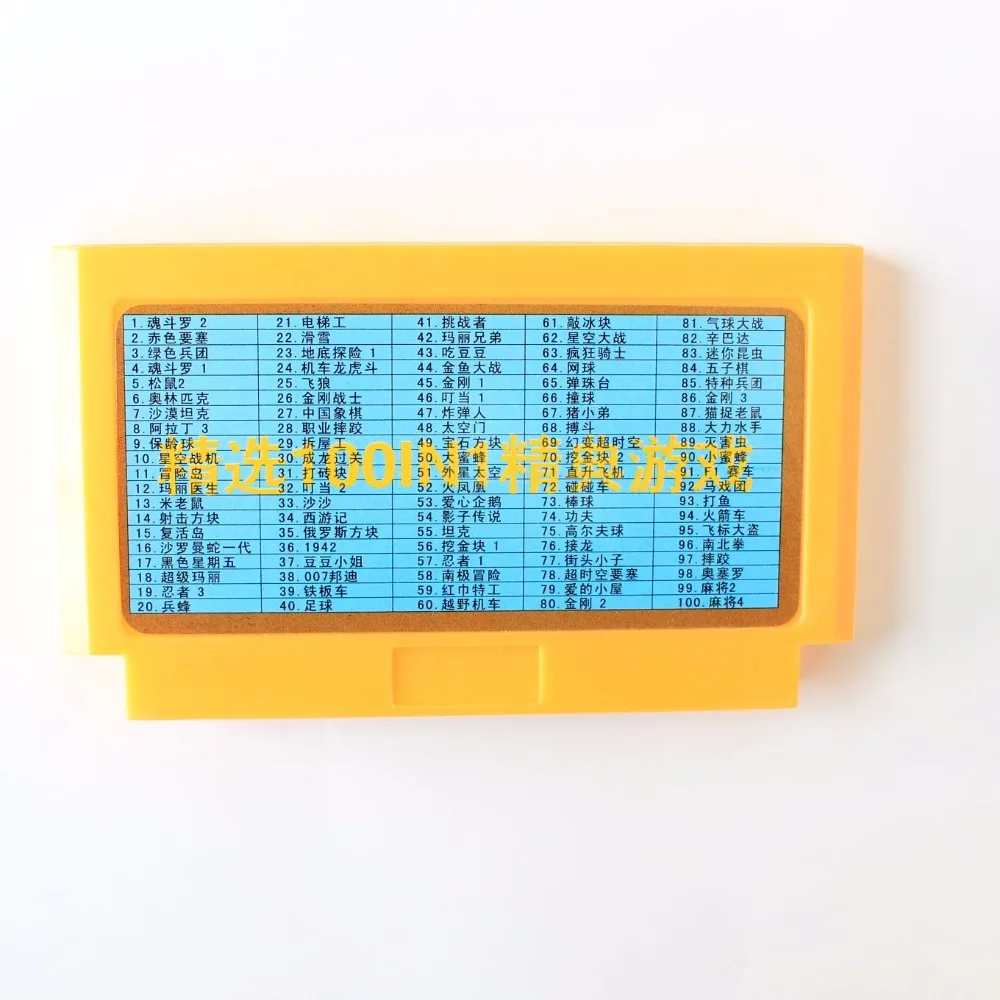 1.魂斗罗 2
2.赤色要塞
3.绿色兵团
4.魂斗罗 1
5.松鼠2
6.奥林匹克
7.沙漠坦克
8.阿拉丁 3
9.保龄球
10.星空战机
11.冒险岛
12.玛丽医生
13.米老鼠
14.射击方块
15.复活岛
16.沙罗曼蛇一代
17.黑色星期五
18.超级玛丽
19.忍者 3
20.兵蜂
21.电梯工
22.滑雪
23.地底探险 1
24.机车龙虎斗
25.飞狼
26.金刚战士
27.中国象棋
28.职业摔跤
29.拆屋工
30.成龙过关
31.打砖块
32.叮当 2
33.沙沙
34.西游记
35.俄罗斯方块
36.1942
37.豆豆小姐
38.007邦迪
39.铁板车
40.足球
41.挑战者
42.玛丽兄弟
43.吃豆豆
44.金鱼大战
45.金刚 1
46.叮当 1
47.炸弹人
48.太空门
49.宝石方块
50.大蜜蜂
51.外星太空
52.火凤凰
53.爱心企鹅
54.影子传说
55.坦克
56.挖金块 1
57.忍者 1
58.南极冒险
59.红巾特工
60.越野机车
61.敲冰块
62.星空大战
63.疯狂骑士
64.网球
65.弹珠台
66.撞球
67.猪小弟
68.搏斗
69.幻变超时空
70.挖金块 2
71.直升飞机
72.碰碰车
73.棒球
74.功夫
75.高尔夫球
76.接龙
77.街头小子
78.超时空要塞
79.爱的小屋
80.金刚 2
81.气球大战
82.辛巴达
83.迷你昆虫
84.五子棋
85.特种兵团
86.金刚 3
87.猫捉老鼠
88.大力水手
89.灭害虫
90.小蜜蜂
91.赛车
92.马戏团
93.打鱼
94.火箭车
95.飞标大盗
96.南北拳
97.摔跤
98.奥塞罗
99.麻将2
100.麻将4
精选100IN1精典游戏